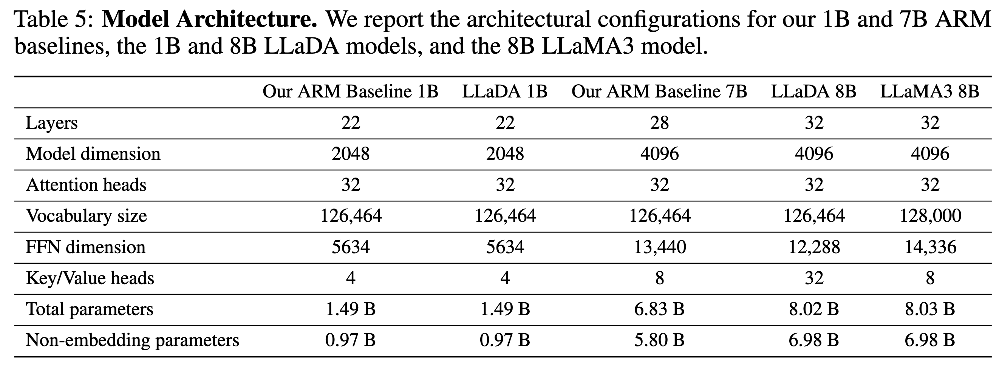 Table 5: Model Architecture. We report the architectural configurations for our 1B and 7B ARM
baselines, the 1B and 8B LLaDA models, and the 8B LLaMA3 model.
Our ARM Baseline 1B LLaDA 1B Our ARM Baseline 7B LLaDA 8B LLaMA3 8B
Layers 22 22 28 32 32
Model dimension 2048 2048 4096 4096 4096
Attention heads 32 32 32 32 32
Vocabulary size 126,464 126,464 126,464 126,464 128,000
FFN dimension 5634 5634 13,440 12,288 14,336
Key/Value heads 4 4 8 32 8
Total parameters 1.49 B 1.49 B 6.83 B 8.02 B 8.03 B
Non-embedding parameters 0.97 B 0.97 B 5.80 B 6.98 B 6.98 B